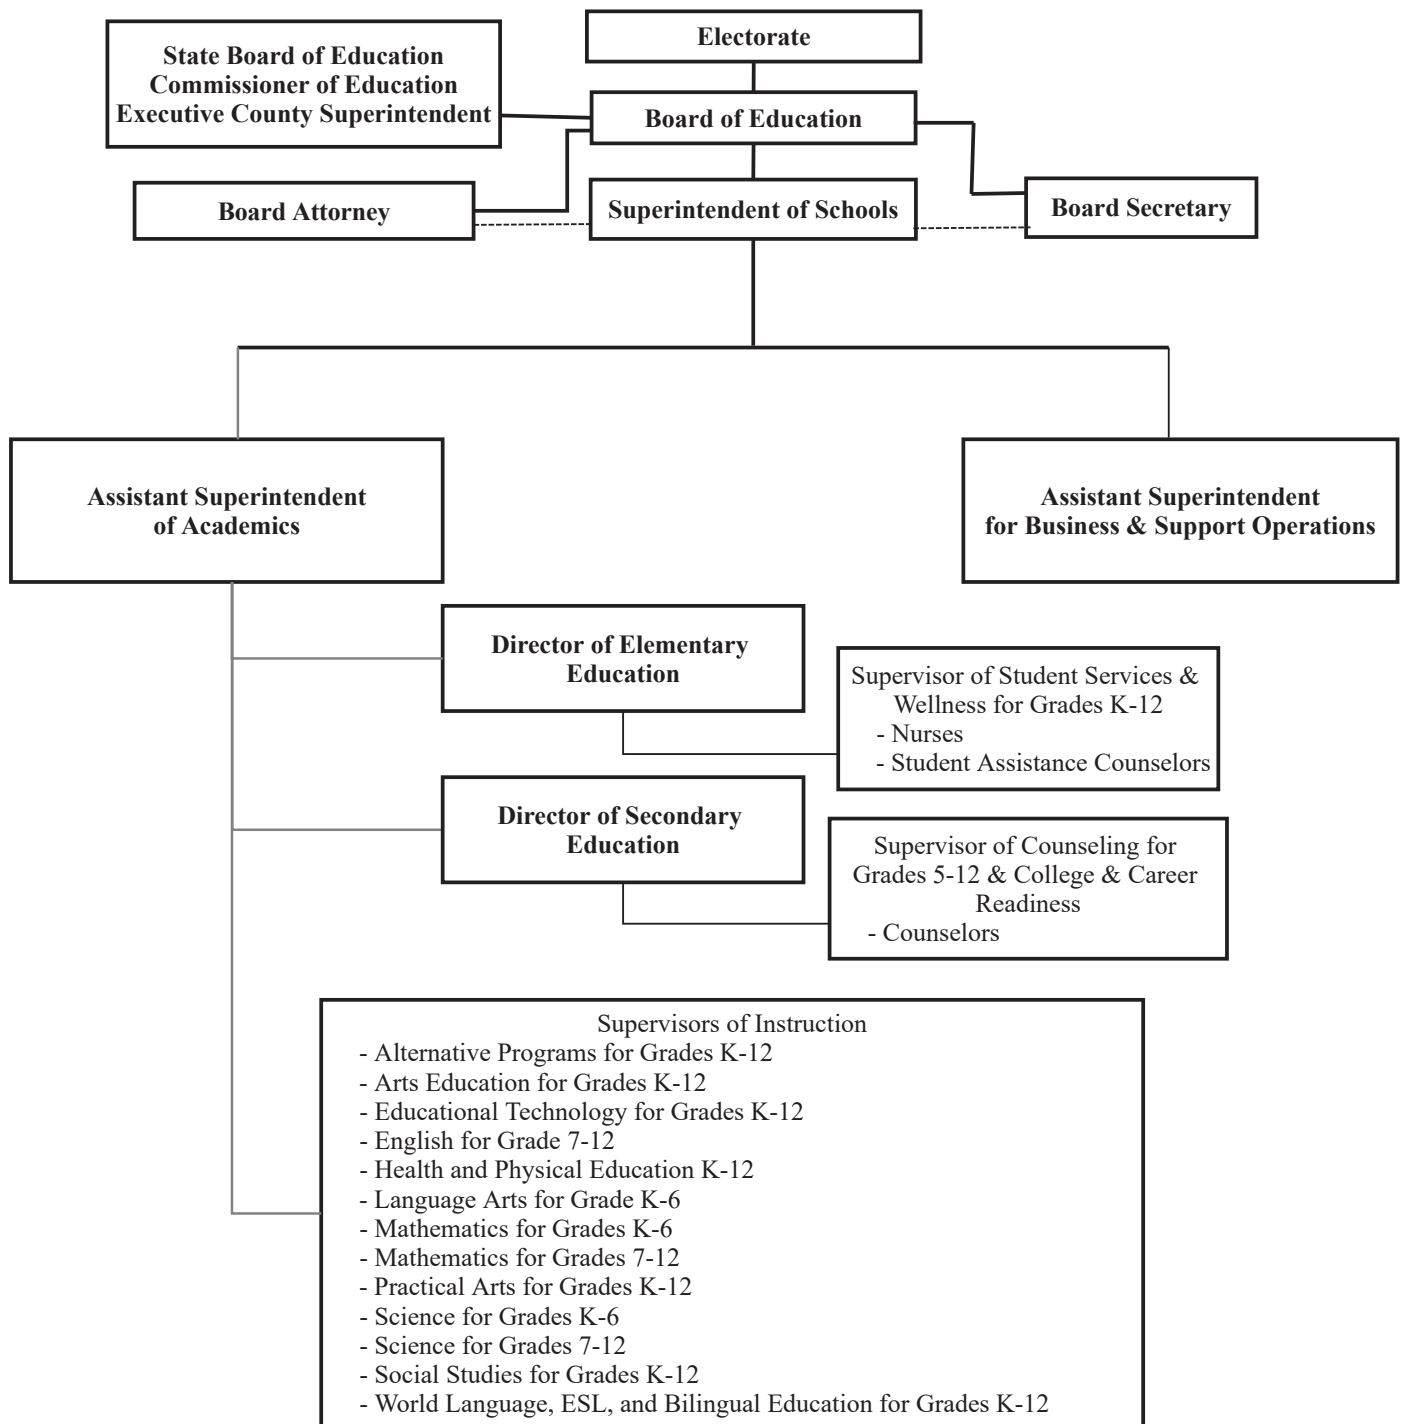 Electorate
State Board of Education
Commissioner of Education
Executive County Superintendent
Board of Education
Board Attorney
Superintendent of Schools
Board Secretary
Assistant Superintendent
of Academics
Assistant Superintendent
for Business & Support Operations
Director of Elementary
Education
Supervisor of Student Services &
Wellness for Grades K-12
- Nurses
- Student Assistance Counselors
Director of Secondary
Education
Supervisor of Counseling for
Grades 5-12 & College & Career
Readiness
- Counselors
Supervisors of Instruction
- Alternative Programs for Grades K-12
- Arts Education for Grades K-12
- Educational Technology for Grades K-12
- English for Grade 7-12
- Health and Physical Education K-12
- Language Arts for Grade K-6
- Mathematics for Grades K-6
- Mathematics for Grades 7-12
- Practical Arts for Grades K-12
- Science for Grades K-6
- Science for Grades 7-12
- Social Studies for Grades K-12
- World Language, ESL, and Bilingual Education for Grades K-12